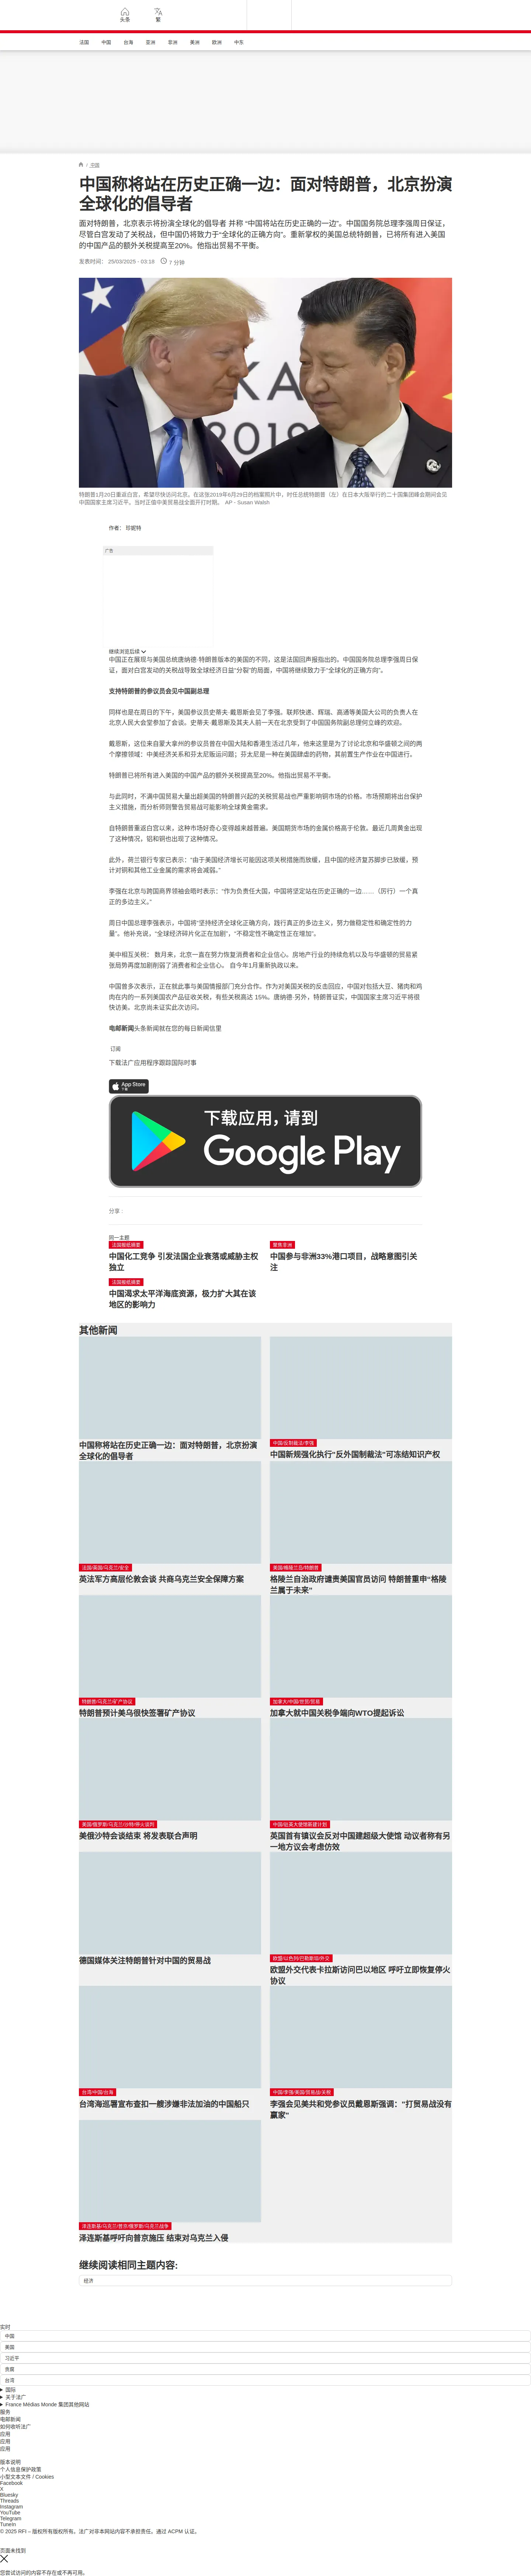 头条
繁
法国
中国
台海
亚洲
非洲
美洲
欧洲
中东
/ 中国
中国称将站在历史正确一边：面对特朗普，北京扮演
全球化的倡导者
面对特朗普，北京表示将扮演全球化的倡导者 并称 “中国将站在历史正确的一边”。中国国务院总理李强周日保证，
尽管白宫发动了关税战，但中国仍将致力于“全球化的正确方向”。重新掌权的美国总统特朗普，已将所有进入美国
的中国产品的额外关税提高至20%。他指出贸易不平衡。
发表时间： 25/03/2025 - 03:18
7 分钟
特朗普1月20日重返白宫，希望尽快访问北京。在这张2019年6月29日的档案照片中，时任总统特朗普（左）在日本大阪举行的二十国集团峰会期间会见
中国国家主席习近平。当时正值中美贸易战全面开打时期。 AP - Susan Walsh
作者： 珍妮特
广告
继续浏览后续
中国正在展现与美国总统唐纳德·特朗普版本的美国的不同，这是法国回声报指出的。中国国务院总理李强周日保
证，面对白宫发动的关税战导致全球经济日益“分裂”的局面，中国将继续致力于“全球化的正确方向”。
支持特朗普的参议员会见中国副总理
同样也是在周日的下午，美国参议员史蒂夫·戴恩斯会见了李强。联邦快递、辉瑞、高通等美国大公司的负责人在
北京人民大会堂参加了会谈。史蒂夫·戴恩斯及其夫人前一天在北京受到了中国国务院副总理何立峰的欢迎。
戴恩斯，这位来自蒙大拿州的参议员曾在中国大陆和香港生活过几年，他来这里是为了讨论北京和华盛顿之间的两
个摩擦领域：中美经济关系和芬太尼贩运问题；芬太尼是一种在美国肆虐的药物，其前置生产作业在中国进行。
特朗普已将所有进入美国的中国产品的额外关税提高至20%。他指出贸易不平衡。
与此同时，不满中国贸易大量出超美国的特朗普兴起的关税贸易战也严重影响铜市场的价格。市场预期将出台保护
主义措施，而分析师则警告贸易战可能影响全球黄金需求。
自特朗普重返白宫以来，这种市场好奇心变得越来越普遍。美国期货市场的金属价格高于伦敦。最近几周黄金出现
了这种情况，铝和铜也出现了这种情况。
此外，荷兰银行专家已表示：“由于美国经济增长可能因这项关税措施而放缓，且中国的经济复苏脚步已放缓，预
计对铜和其他工业金属的需求将会减弱。”
李强在北京与跨国商界领袖会晤时表示：“作为负责任大国，中国将坚定站在历史正确的一边……（厉行）一个真
正的多边主义。”
周日中国总理李强表示，中国将“坚持经济全球化正确方向，践行真正的多边主义，努力做稳定性和确定性的力
量”。他补充说，“全球经济碎片化正在加剧”，“不稳定性不确定性正在增加”。
美中相互关税： 数月来，北京一直在努力恢复消费者和企业信心。房地产行业的持续危机以及与华盛顿的贸易紧
张局势再度加剧削弱了消费者和企业信心。 自今年1月重新执政以来。
中国曾多次表示，正在就此事与美国情报部门充分合作。作为对美国关税的反击回应，中国对包括大豆、猪肉和鸡
肉在内的一系列美国农产品征收关税，有些关税高达 15%。唐纳德·另外，特朗普证实，中国国家主席习近平将很
快访美。北京尚未证实此次访问。
电邮新闻头条新闻就在您的每日新闻信里
订阅
下载法广应用程序跟踪国际时事
App Store
下载
下载应用，请到
Google Play
分享 :
同一主题
法国报纸摘要
中国化工竞争 引发法国企业衰落或威胁主权
独立
聚焦非洲
中国参与非洲33%港口项目，战略意图引关
注
法国报纸摘要
中国渴求太平洋海底资源，极力扩大其在该
地区的影响力
其他新闻
中国称将站在历史正确一边：面对特朗普，北京扮演
全球化的倡导者
中国/反制裁法/李强
中国新规强化执行"反外国制裁法"可冻结知识产权
法国/英国/乌克兰/安全
英法军方高层伦敦会谈 共商乌克兰安全保障方案
美国/格陵兰岛/特朗普
格陵兰自治政府谴责美国官员访问 特朗普重申“格陵
兰属于未来”
特朗普/乌克兰/矿产协议
特朗普预计美乌很快签署矿产协议
加拿大/中国/世贸/贸易
加拿大就中国关税争端向WTO提起诉讼
美国/俄罗斯/乌克兰/沙特/停火谈判
美俄沙特会谈结束 将发表联合声明
中国/驻英大使馆新建计划
英国首有镇议会反对中国建超级大使馆 动议者称有另
一地方议会考虑仿效
德国媒体关注特朗普针对中国的贸易战
欧盟/以色列/巴勒斯坦/外交
欧盟外交代表卡拉斯访问巴以地区 呼吁立即恢复停火
协议
台湾/中国/台海
台湾海巡署宣布查扣一艘涉嫌非法加油的中国船只
中国/李强/美国/贸易战/关税
李强会见美共和党参议员戴恩斯强调："打贸易战没有
赢家"
泽连斯基/乌克兰/普京/俄罗斯/乌克兰战争
泽连斯基呼吁向普京施压 结束对乌克兰入侵
继续阅读相同主题内容:
经济
实时
中国
美国
习近平
贵腐
台湾
国际
关于法广
France Médias Monde 集团其他网站
服务
电邮新闻
如何收听法广
应用
应用
应用
版本说明
个人信息保护政策
小型文本文件 / Cookies
Facebook
X
Bluesky
Threads
Instagram
YouTube
Telegram
TuneIn
© 2025 RFI – 版权所有版权所有。法广对非本网站内容不承担责任。通过 ACPM 认证。
页面未找到
您尝试访问的内容不存在或不再可用。